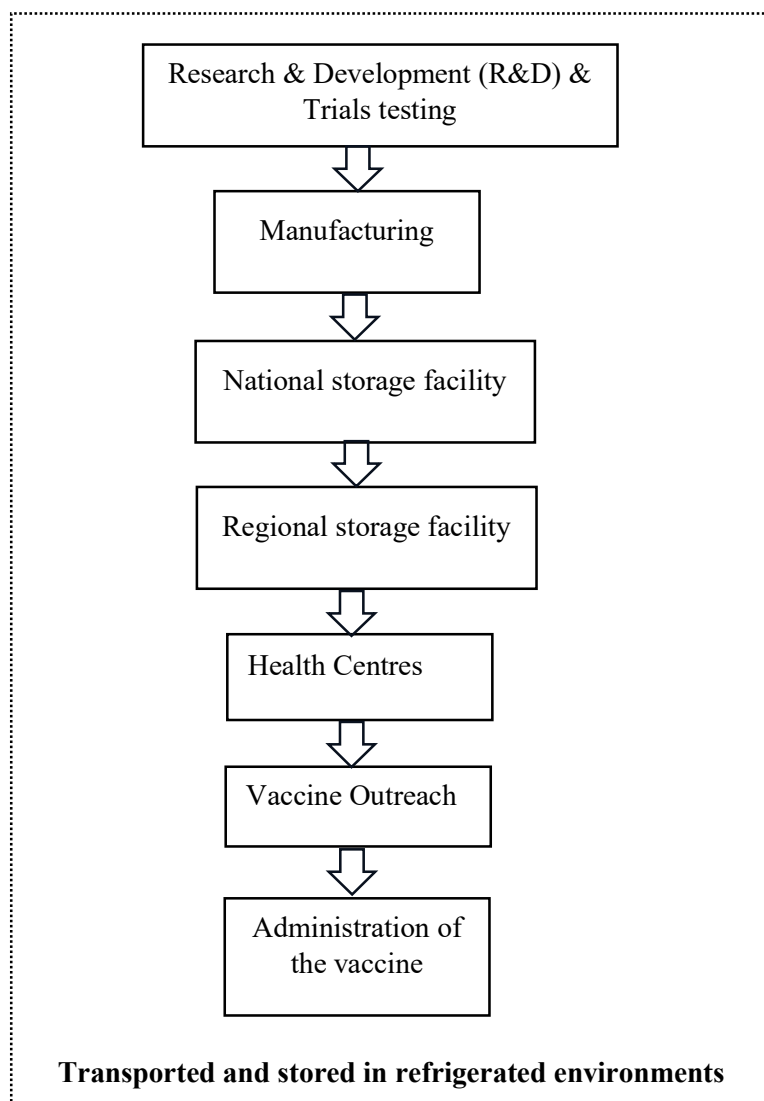 Research & Development (R&D) &
Trials testing
Manufacturing
National storage facility
Regional storage facility
Health Centres
Vaccine Outreach
Administration of
the vaccine
Transported and stored in refrigerated environments